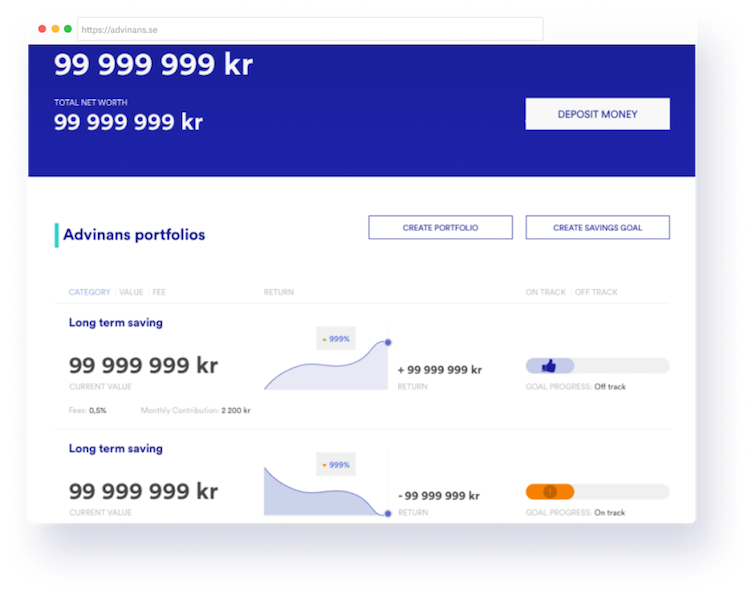 https://advinans.se
99 999 999 kr
TOTAL NET WORTH
99 999 999 kr
DEPOSIT MONEY
Advinans portfolios
CREATE PORTFOLIO
CREATE SAVINGS GOAL
CATEGORY | VALUE | FEE
RETURN
ON TRACK | OFF TRACK
Long term saving
99 999 999 kr
CURRENT VALUE
999%
+ 99 999 999 kr
RETURN
GOAL PROGRESS: Off track
Fees: 0,5%
Monthly Contribution: 2 200 kr
Long term saving
99 999 999 kr
CURRENT VALUE
999%
- 99 999 999 kr
RETURN
GOAL PROGRESS: On track